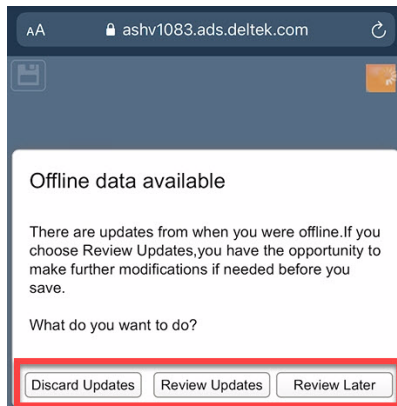 AA ashv1083.ads.deltek.com
Offline data available
There are updates from when you were offline.If you
choose Review Updates,you have the opportunity to
make further modifications if needed before you
save.
What do you want to do?
Discard Updates Review Updates Review Later